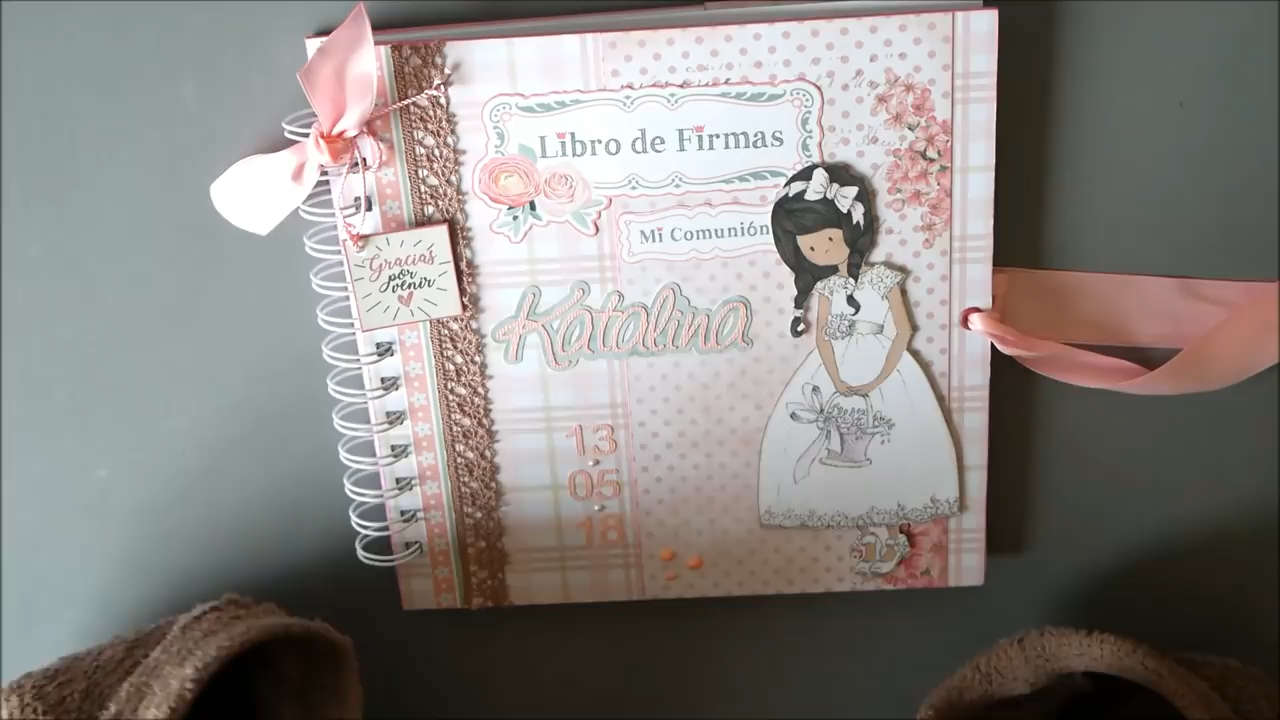 Libro de Firmas
Mi Comunión
Gracias
por
venir
Katalina
13
05
18